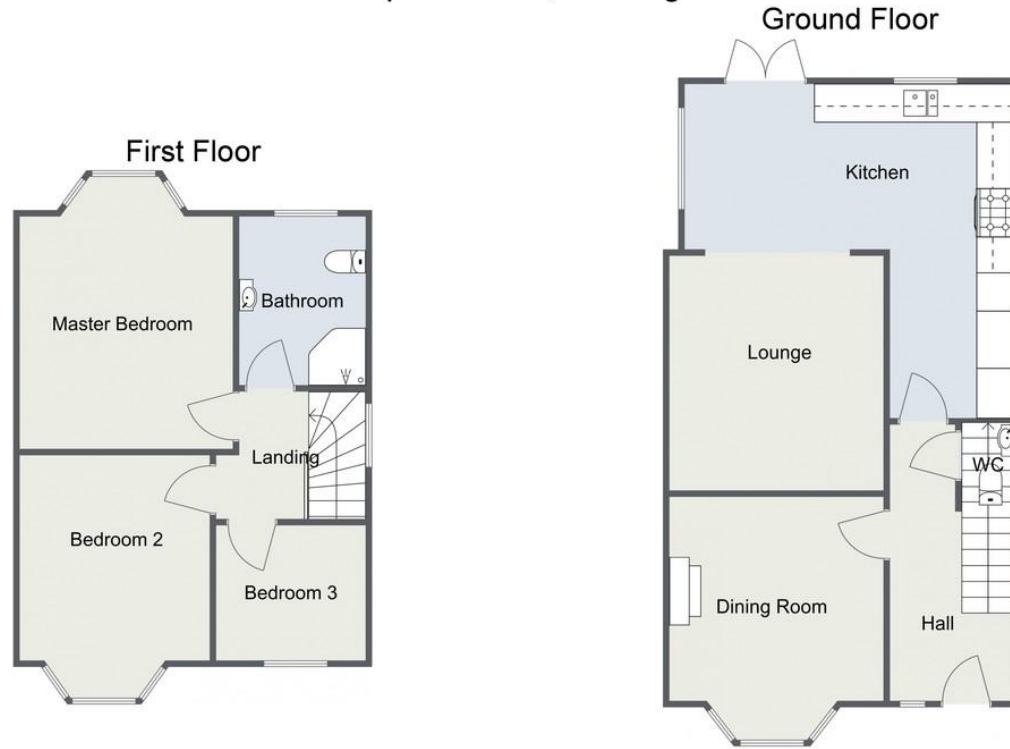 Ground Floor
First Floor
Kitchen
Master Bedroom
Bathroom
Lounge
Landing
WC
Bedroom 2
Bedroom 3
Dining Room
Hall